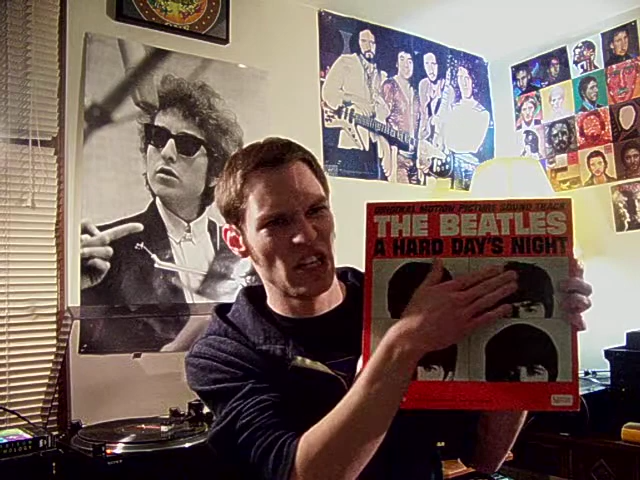 ORIGINAL MOTION PICTURE SOUND TRACK
THE BEATLES
A HARD DAY'S NIGHT